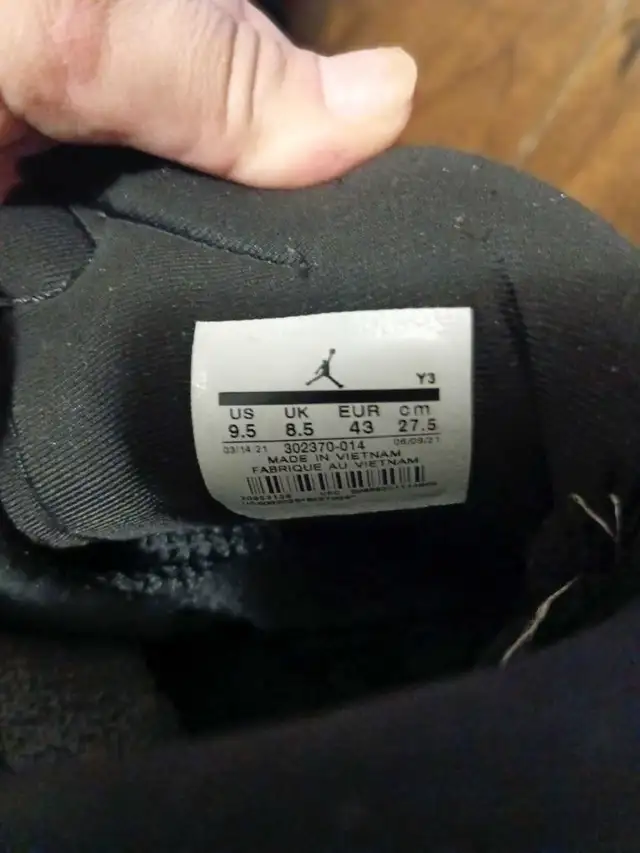 Y3
US UK EUR cm
9.5 8.5 43 27.5
03/14/21 302370-014 06/09/21
MADE IN VIETNAM
FABRIQUE AU VIETNAM